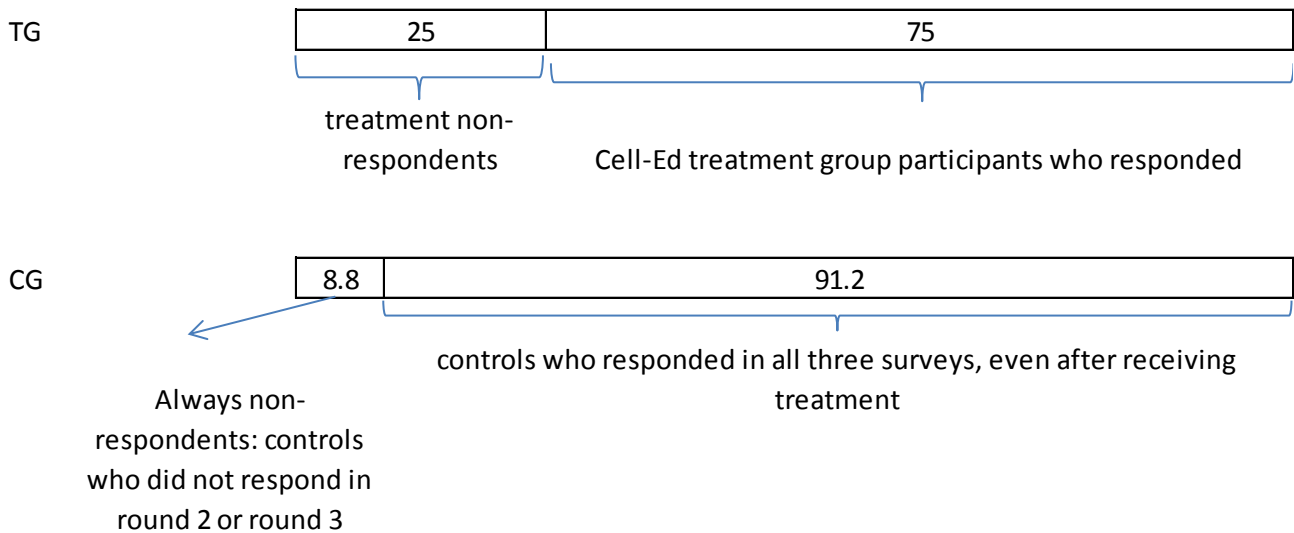 TG
25
75
treatment non-
respondents
Cell-Ed treatment group participants who responded
CG
8.8
91.2
controls who responded in all three surveys, even after receiving
treatment
Always non-
respondents: controls
who did not respond in
round 2 or round 3